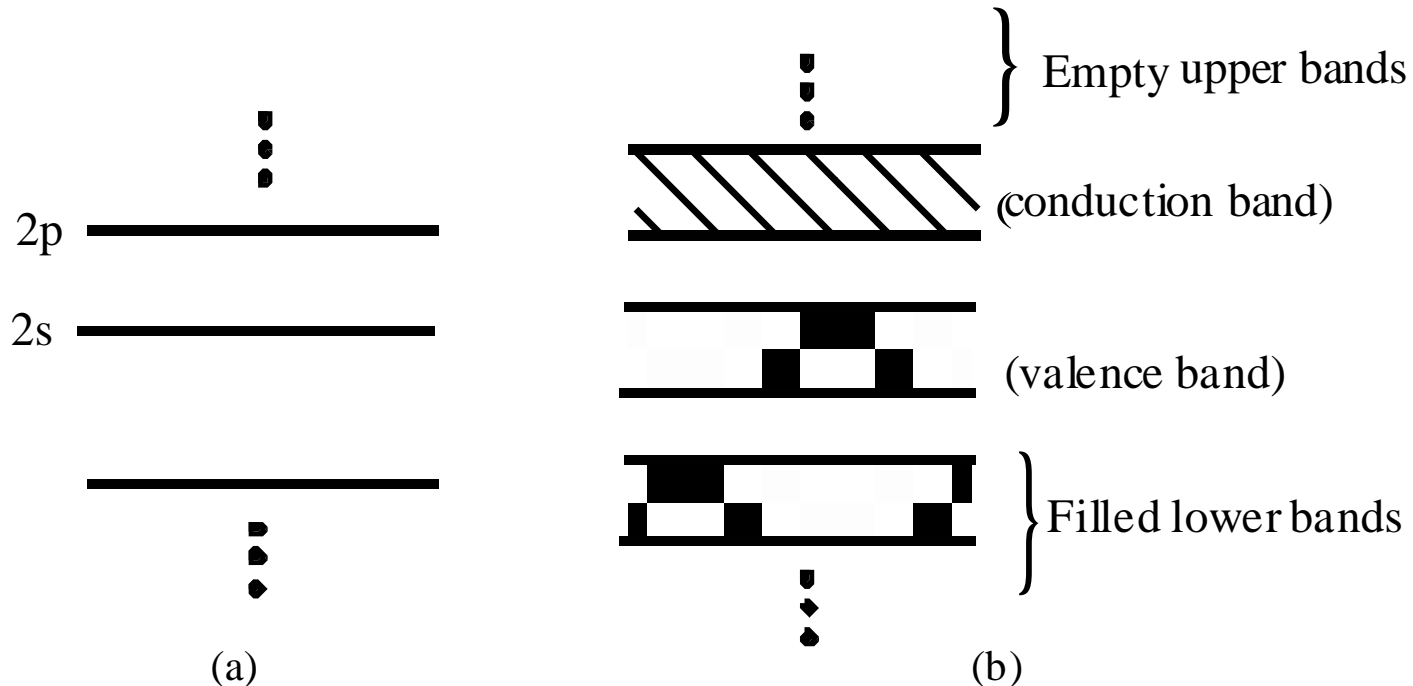 Empty upper bands
(conduction band)
2p
2s
(valence band)
Filled lower bands
(a)
(b)